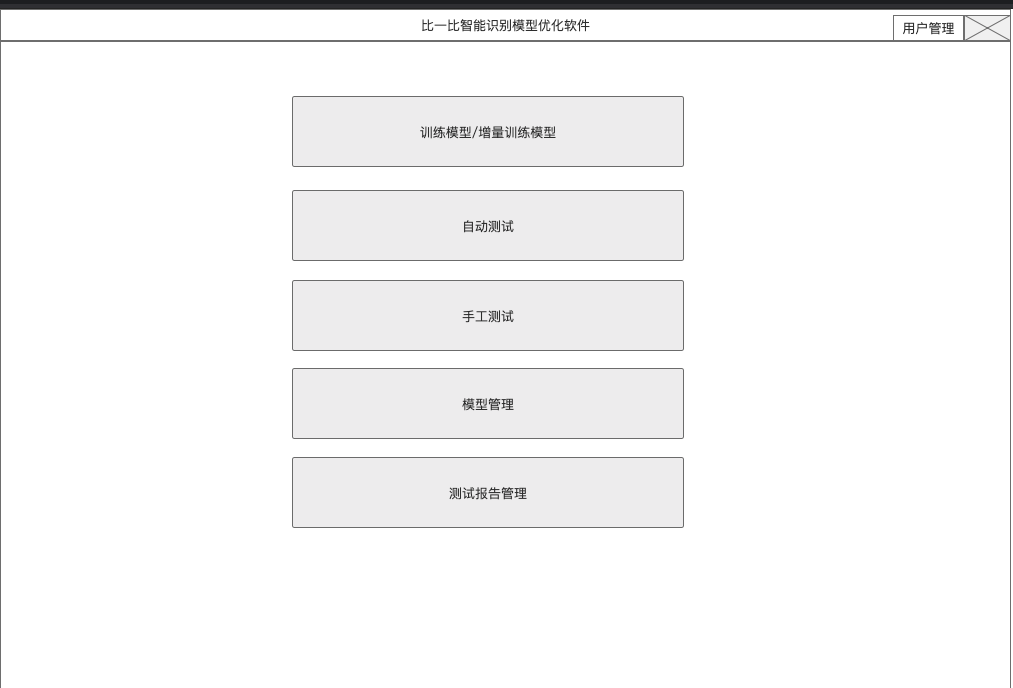 比一比智能识别模型优化软件
用户管理
训练模型/增量训练模型
自动测试
手工测试
模型管理
测试报告管理